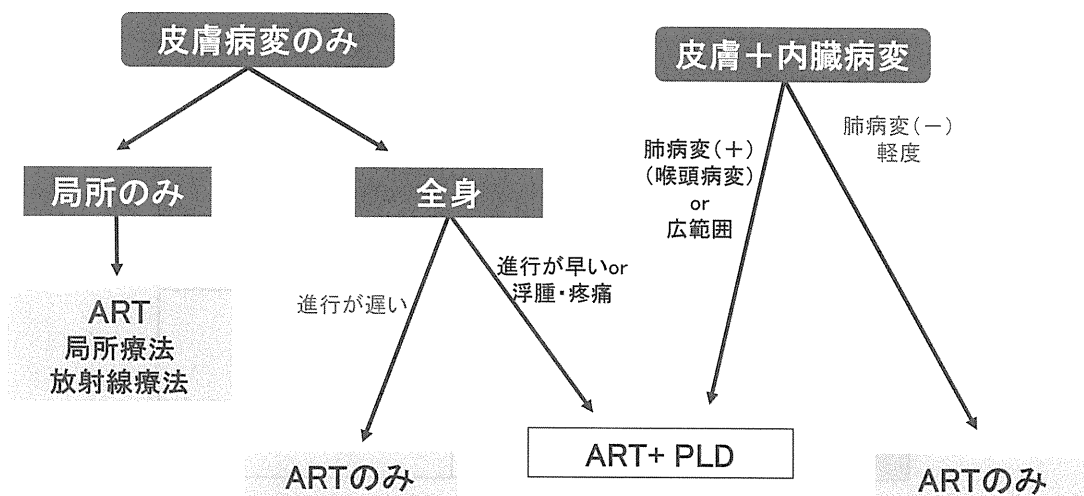 皮膚病変のみ
皮膚+内臓病変
肺病変(+)
(喉頭病変)
or
広範囲
肺病変(-)
軽度
局所のみ
全身
進行が遅い
進行が早いor
浮腫・疼痛
ART
局所療法
放射線療法
ARTのみ
ART+ PLD
ARTのみ